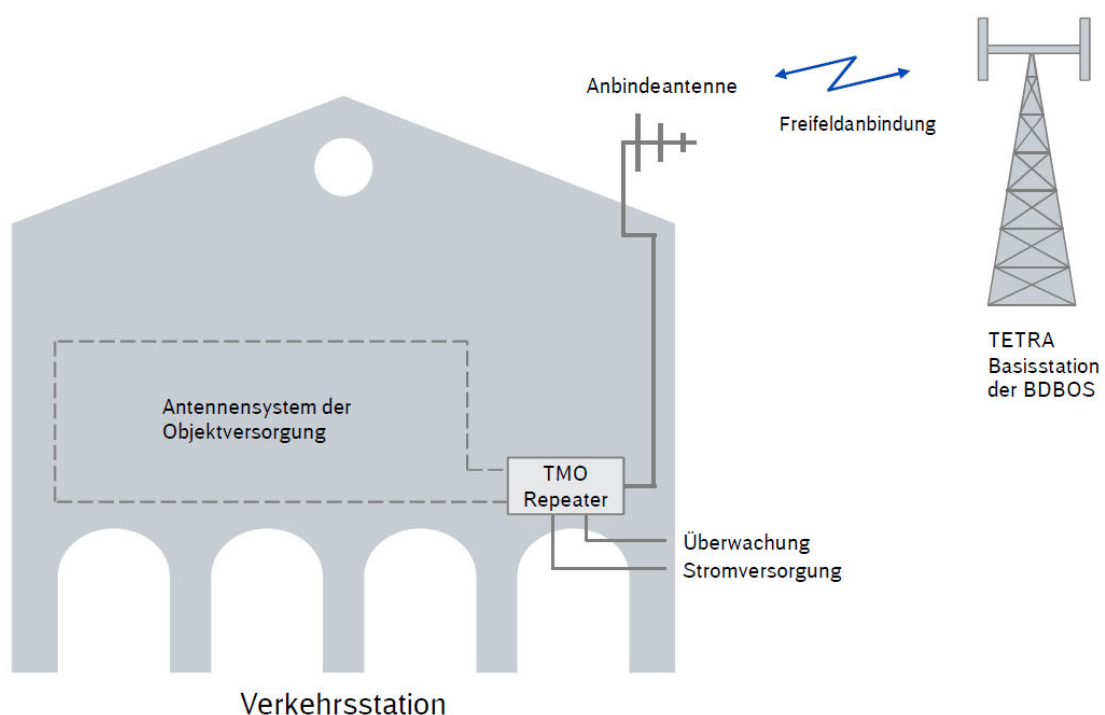 Anbindeantenne
Freifeldanbindung
TETRA
Basisstation
der BDBOS
Antennensystem der
Objektversorgung
TMO
Repeater
Überwachung
Stromversorgung
Verkehrsstation